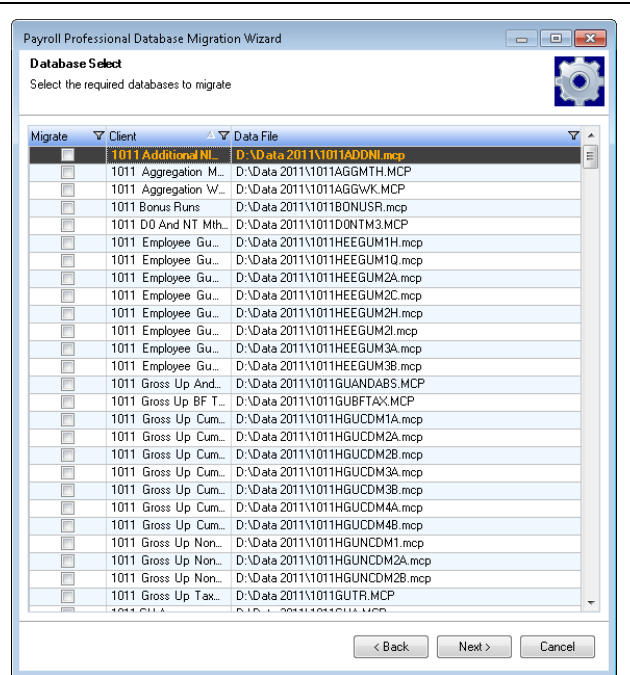 Payroll Professional Database Migration Wizard
Database Select
Select the required databases to migrate
Migrate Client Data File
1011 Additional NI... D:\Data 2011\1011ADDNI.mcp
1011 Aggregation M... D:\Data 2011\1011AGGMTH.MCP
1011 Aggregation W... D:\Data 2011\1011AGGWK.MCP
1011 Bonus Runs D:\Data 2011\1011BONUSR.mcp
1011 D0 And NT Mth... D:\Data 2011\1011D0NTM3.MCP
1011 Employee Gu... D:\Data 2011\1011HEEGUM1H.mcp
1011 Employee Gu... D:\Data 2011\1011HEEGUM1Q.mcp
1011 Employee Gu... D:\Data 2011\1011HEEGUM2A.mcp
1011 Employee Gu... D:\Data 2011\1011HEEGUM2C.mcp
1011 Employee Gu... D:\Data 2011\1011HEEGUM2H.mcp
1011 Employee Gu... D:\Data 2011\1011HEEGUM2I.mcp
1011 Employee Gu... D:\Data 2011\1011HEEGUM3A.mcp
1011 Employee Gu... D:\Data 2011\1011HEEGUM3B.mcp
1011 Gross Up And... D:\Data 2011\1011GUANDABS.MCP
1011 Gross Up BF T... D:\Data 2011\1011GUBFTAX.MCP
1011 Gross Up Cum... D:\Data 2011\1011HGUCDM1A.mcp
1011 Gross Up Cum... D:\Data 2011\1011HGUCDM2A.mcp
1011 Gross Up Cum... D:\Data 2011\1011HGUCDM2B.mcp
1011 Gross Up Cum... D:\Data 2011\1011HGUCDM3A.mcp
1011 Gross Up Cum... D:\Data 2011\1011HGUCDM3B.mcp
1011 Gross Up Cum... D:\Data 2011\1011HGUCDM4A.mcp
1011 Gross Up Cum... D:\Data 2011\1011HGUCDM4B.mcp
1011 Gross Up Non... D:\Data 2011\1011HGUNCDM1.mcp
1011 Gross Up Non... D:\Data 2011\1011HGUNCDM2A.mcp
1011 Gross Up Non... D:\Data 2011\1011HGUNCDM2B.mcp
1011 Gross Up Tax... D:\Data 2011\1011GUTR.MCP
< Back Next > Cancel